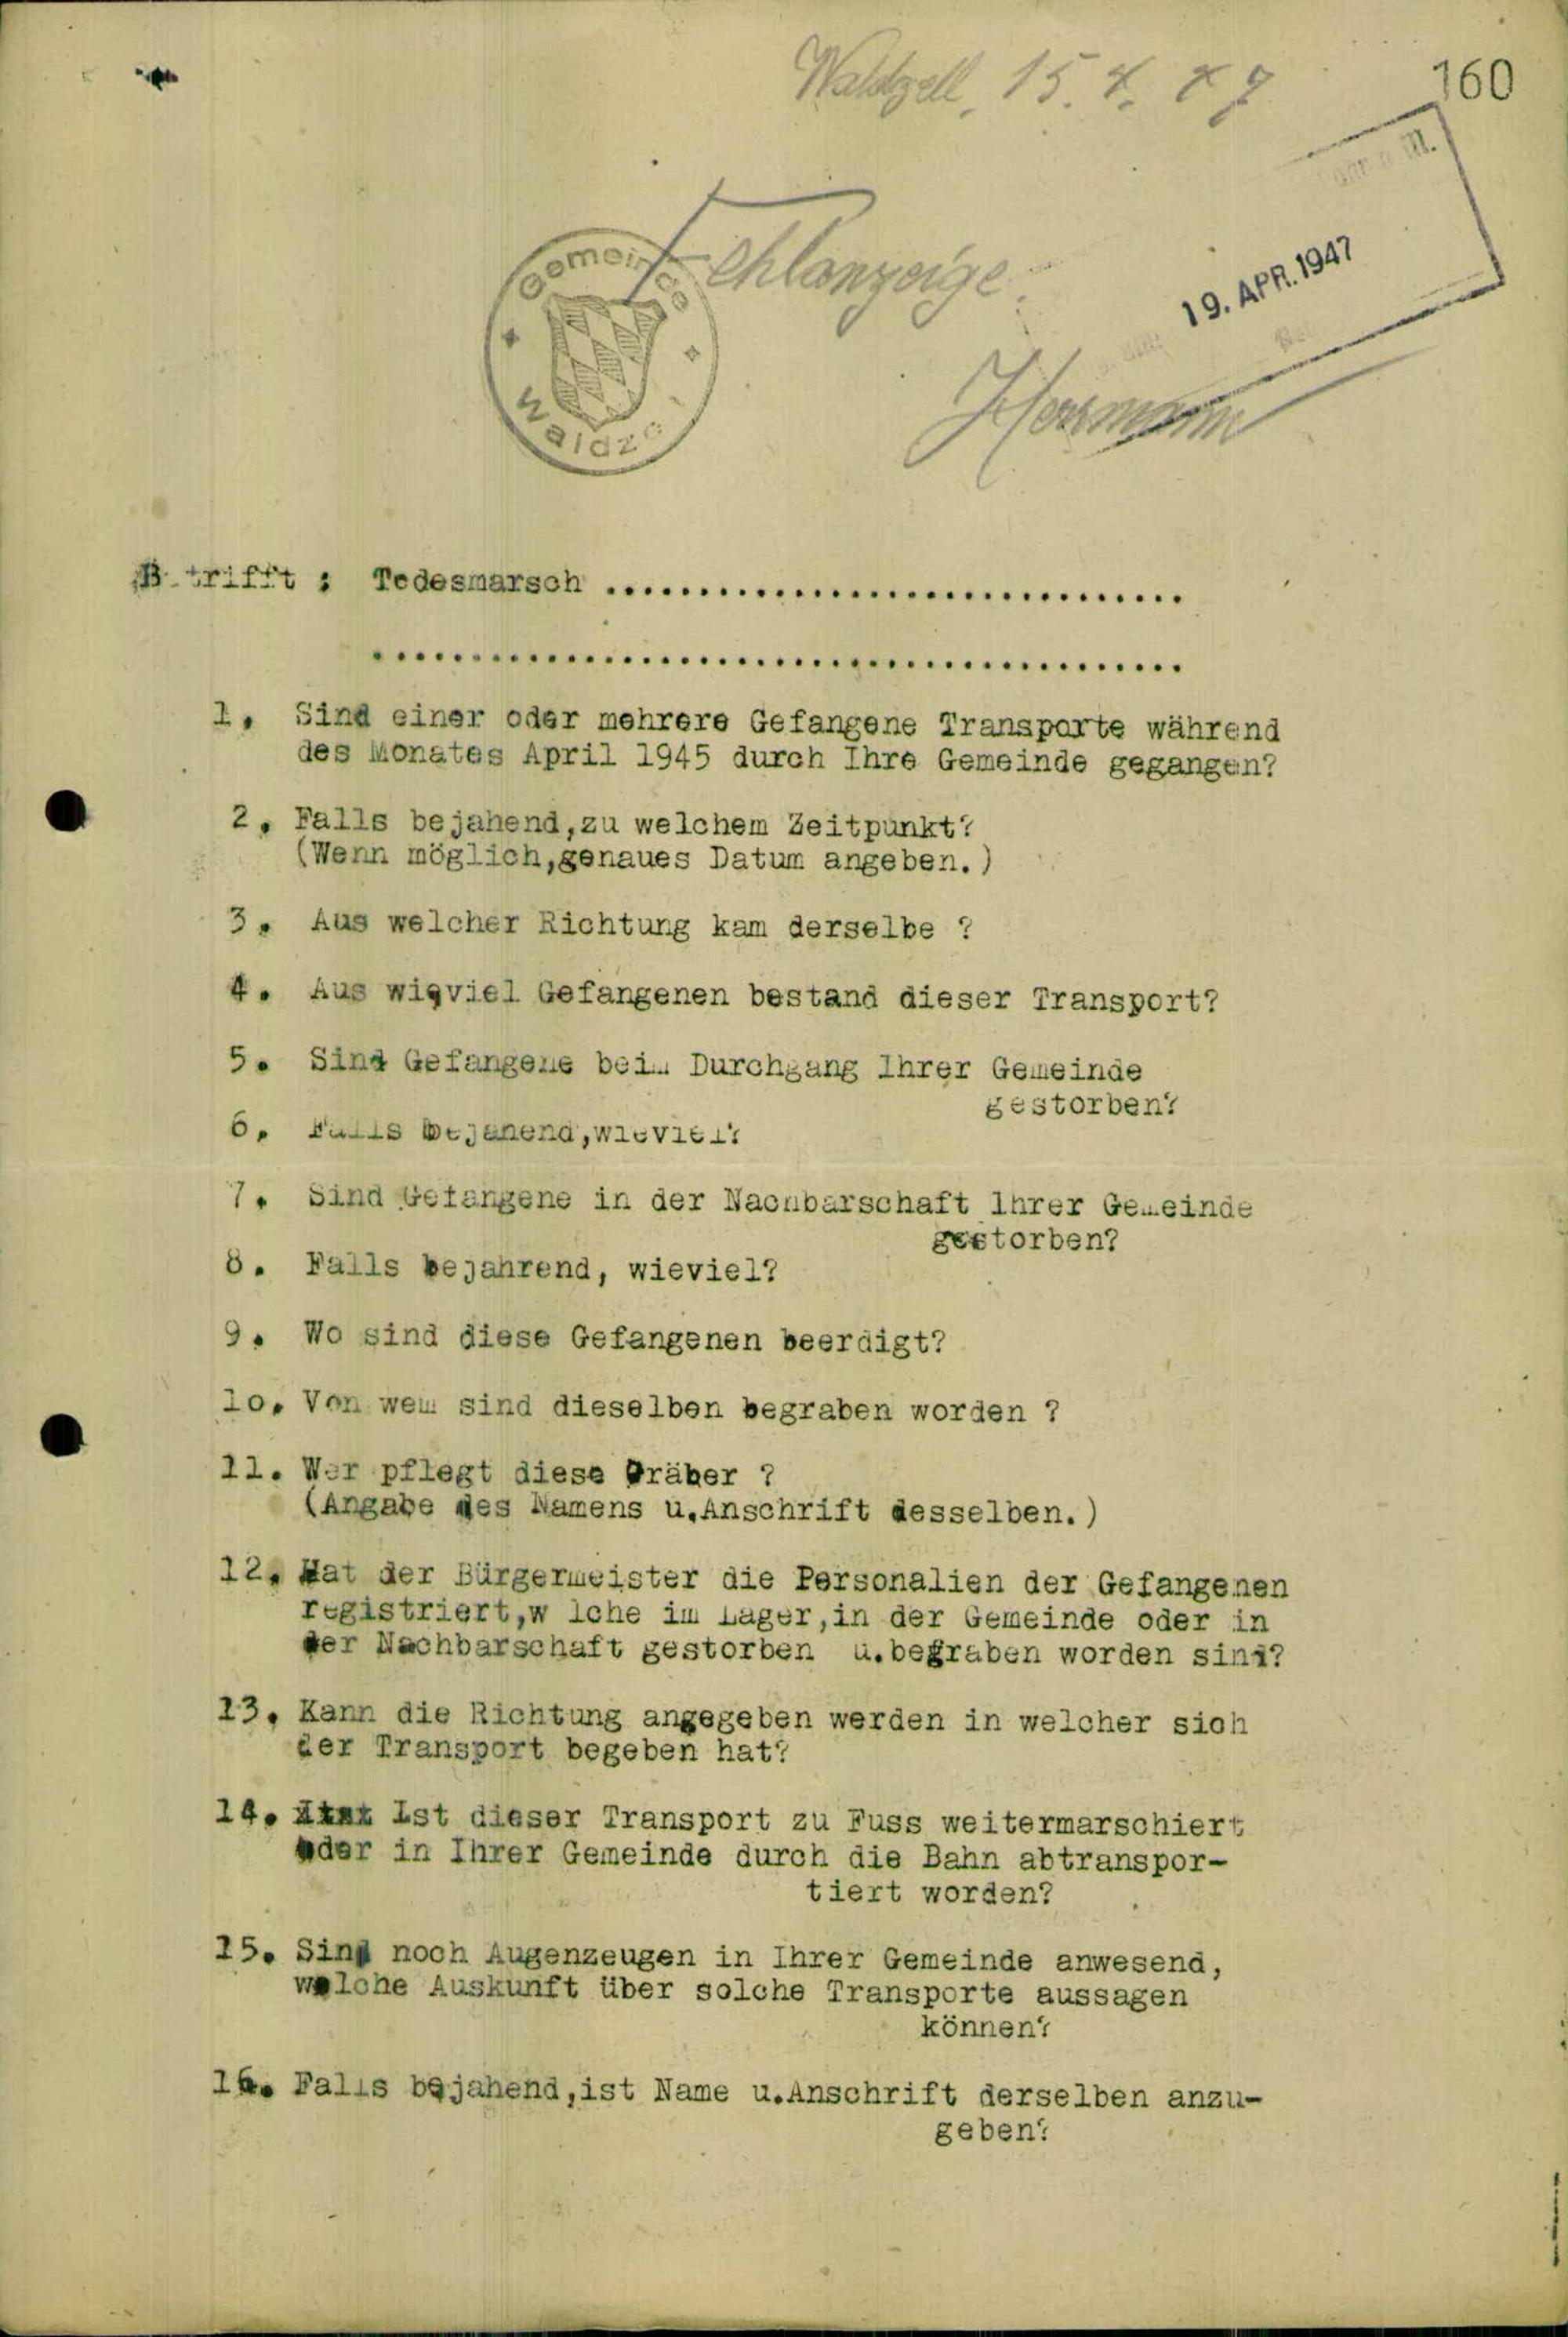 160
Waldzell, 15. 4. 47
19. APR. 1947
Fehlanzeige.
Gemeinde
Waldze
Betrifft : Todesmarsch ...............................
............................................
1. Sind einer oder mehrere Gefangene Transporte während
des Monates April 1945 durch Ihre Gemeinde gegangen?
2. Falls bejahend,zu welchem Zeitpunkt?
(Wenn möglich,genaues Datum angeben.)
3. Aus welcher Richtung kam derselbe ?
4. Aus wieviel Gefangenen bestand dieser Transport?
5. Sind Gefangene beim Durchgang Ihrer Gemeinde
gestorben?
6. Falls bejahend,wieviel?
7. Sind Gefangene in der Nachbarschaft Ihrer Gemeinde
gestorben?
8. Falls bejahrend, wieviel?
9. Wo sind diese Gefangenen beerdigt?
10. Von wem sind dieselben begraben worden ?
11. Wer pflegt diese Gräber ?
(Angabe des Namens u.Anschrift desselben.)
12. Hat der Bürgermeister die Personalien der Gefangenen
registriert,w lche im Lager,in der Gemeinde oder in
der Nachbarschaft gestorben u.begraben worden sind?
13. Kann die Richtung angegeben werden in welcher sich
der Transport begeben hat?
14. Ist dieser Transport zu Fuss weitermarschiert
oder in Ihrer Gemeinde durch die Bahn abtranspor-
tiert worden?
15. Sind noch Augenzeugen in Ihrer Gemeinde anwesend,
welche Auskunft über solche Transporte aussagen
können?
16. Falls bejahend,ist Name u.Anschrift derselben anzu-
geben?